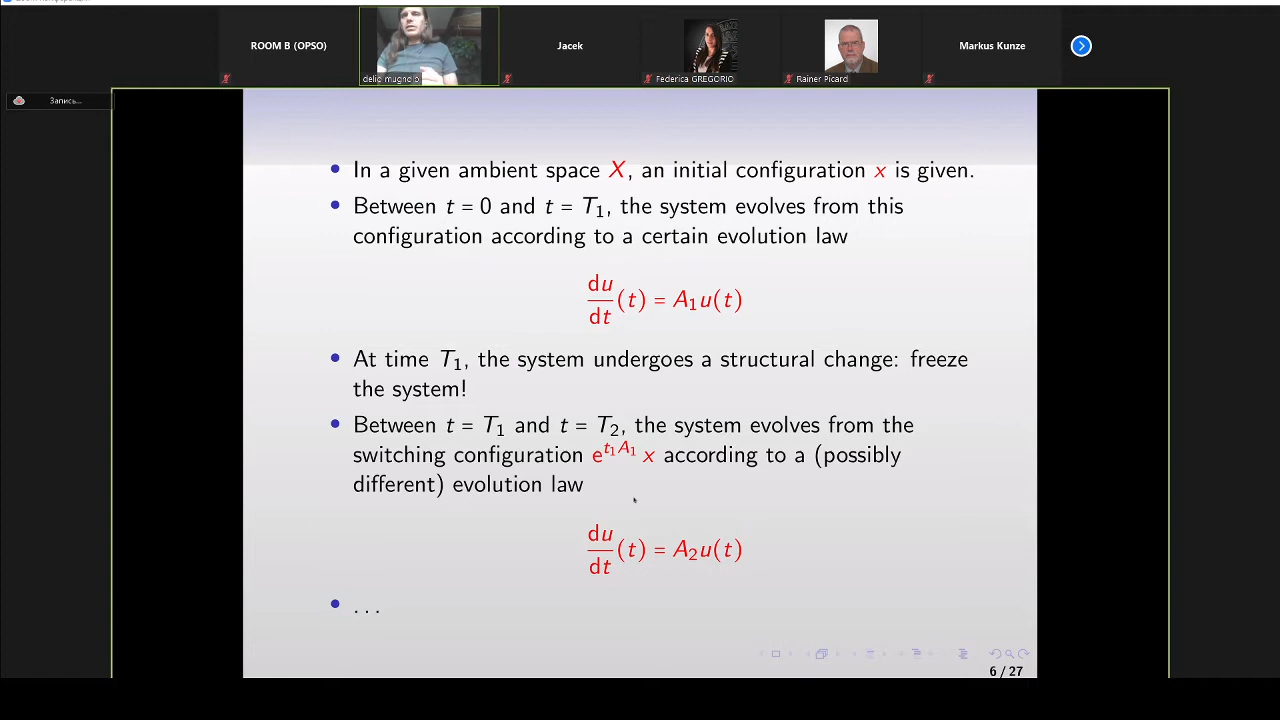 ROOM B (OPSO)
delio mugnolo
Jacek
Federica GREGORIO
Rainer Picard
Markus Kunze
Запись...
• In a given ambient space X, an initial configuration x is given.
• Between t = 0 and t = T₁, the system evolves from this
configuration according to a certain evolution law
du/dt (t) = A₁u(t)
• At time T₁, the system undergoes a structural change: freeze
the system!
• Between t = T₁ and t = T₂, the system evolves from the
switching configuration e^{t₁A₁} x according to a (possibly
different) evolution law
du/dt (t) = A₂u(t)
• . . .
6 / 27